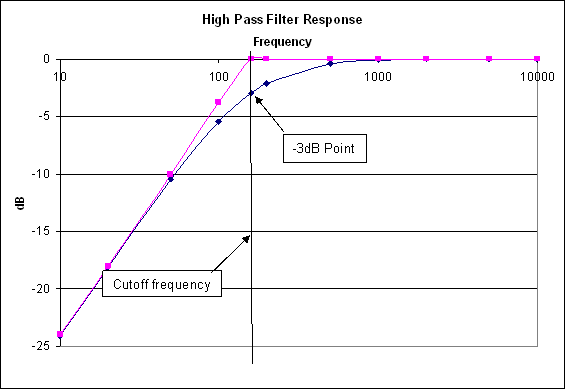 High Pass Filter Response
Frequency
0
10 100 1000 10000
-5
-3dB Point
-10
dB
-15
Cutoff frequency
-20
-25